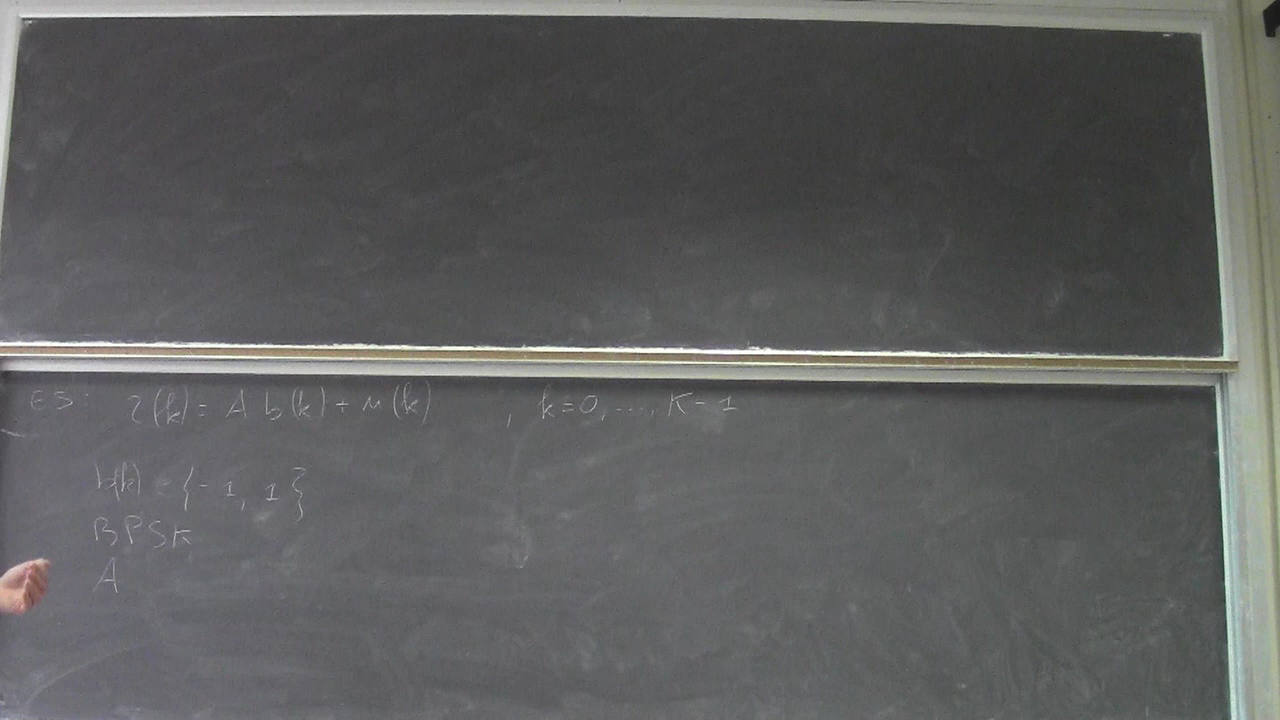 ES: r(k) = A b(k) + n(k) , k=0, ...., K-1
b(k) ∈ {-1, 1}
BPSK
A